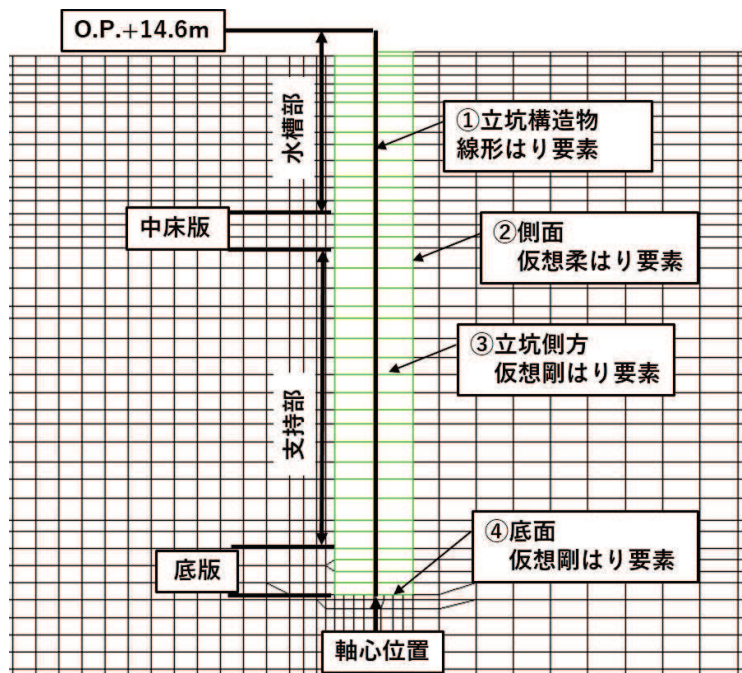 O.P.+14.6m
水槽部
①立坑構造物
線形はり要素
中床版
②側面
仮想柔はり要素
③立坑側方
仮想剛はり要素
支持部
④底面
仮想剛はり要素
底版
軸心位置